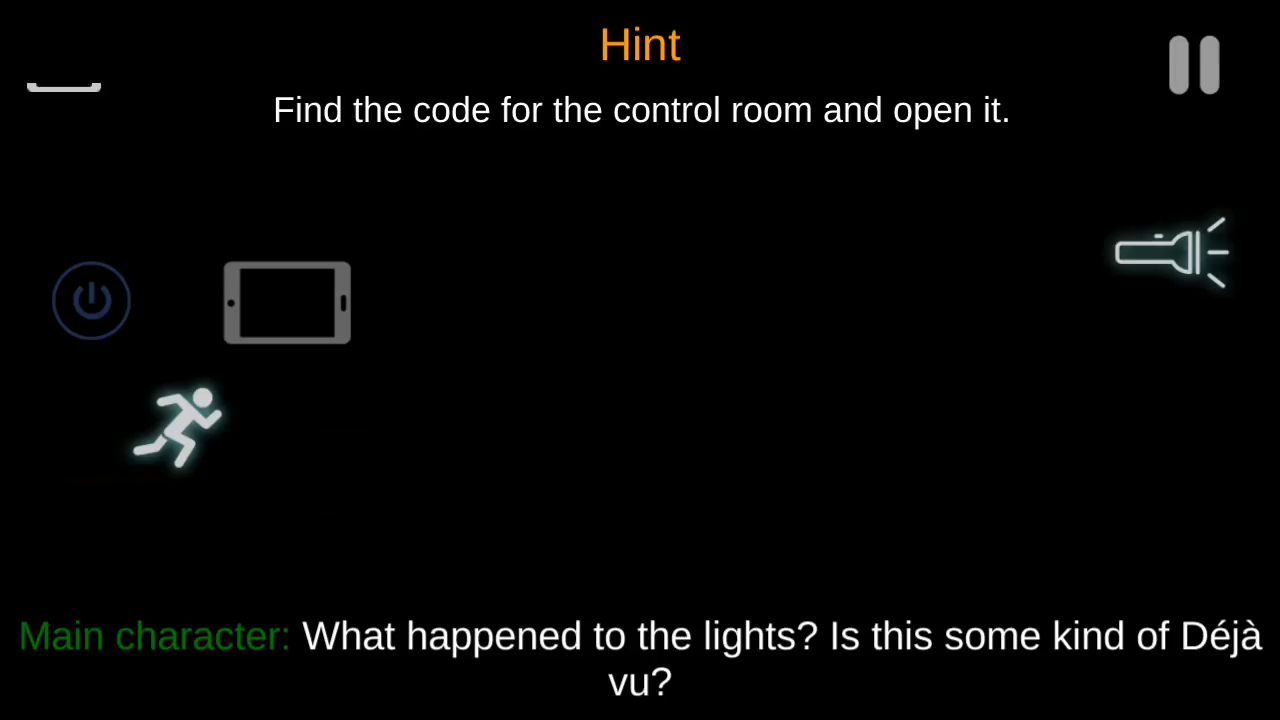 Hint
Find the code for the control room and open it.
Main character: What happened to the lights? Is this some kind of Déjà
vu?